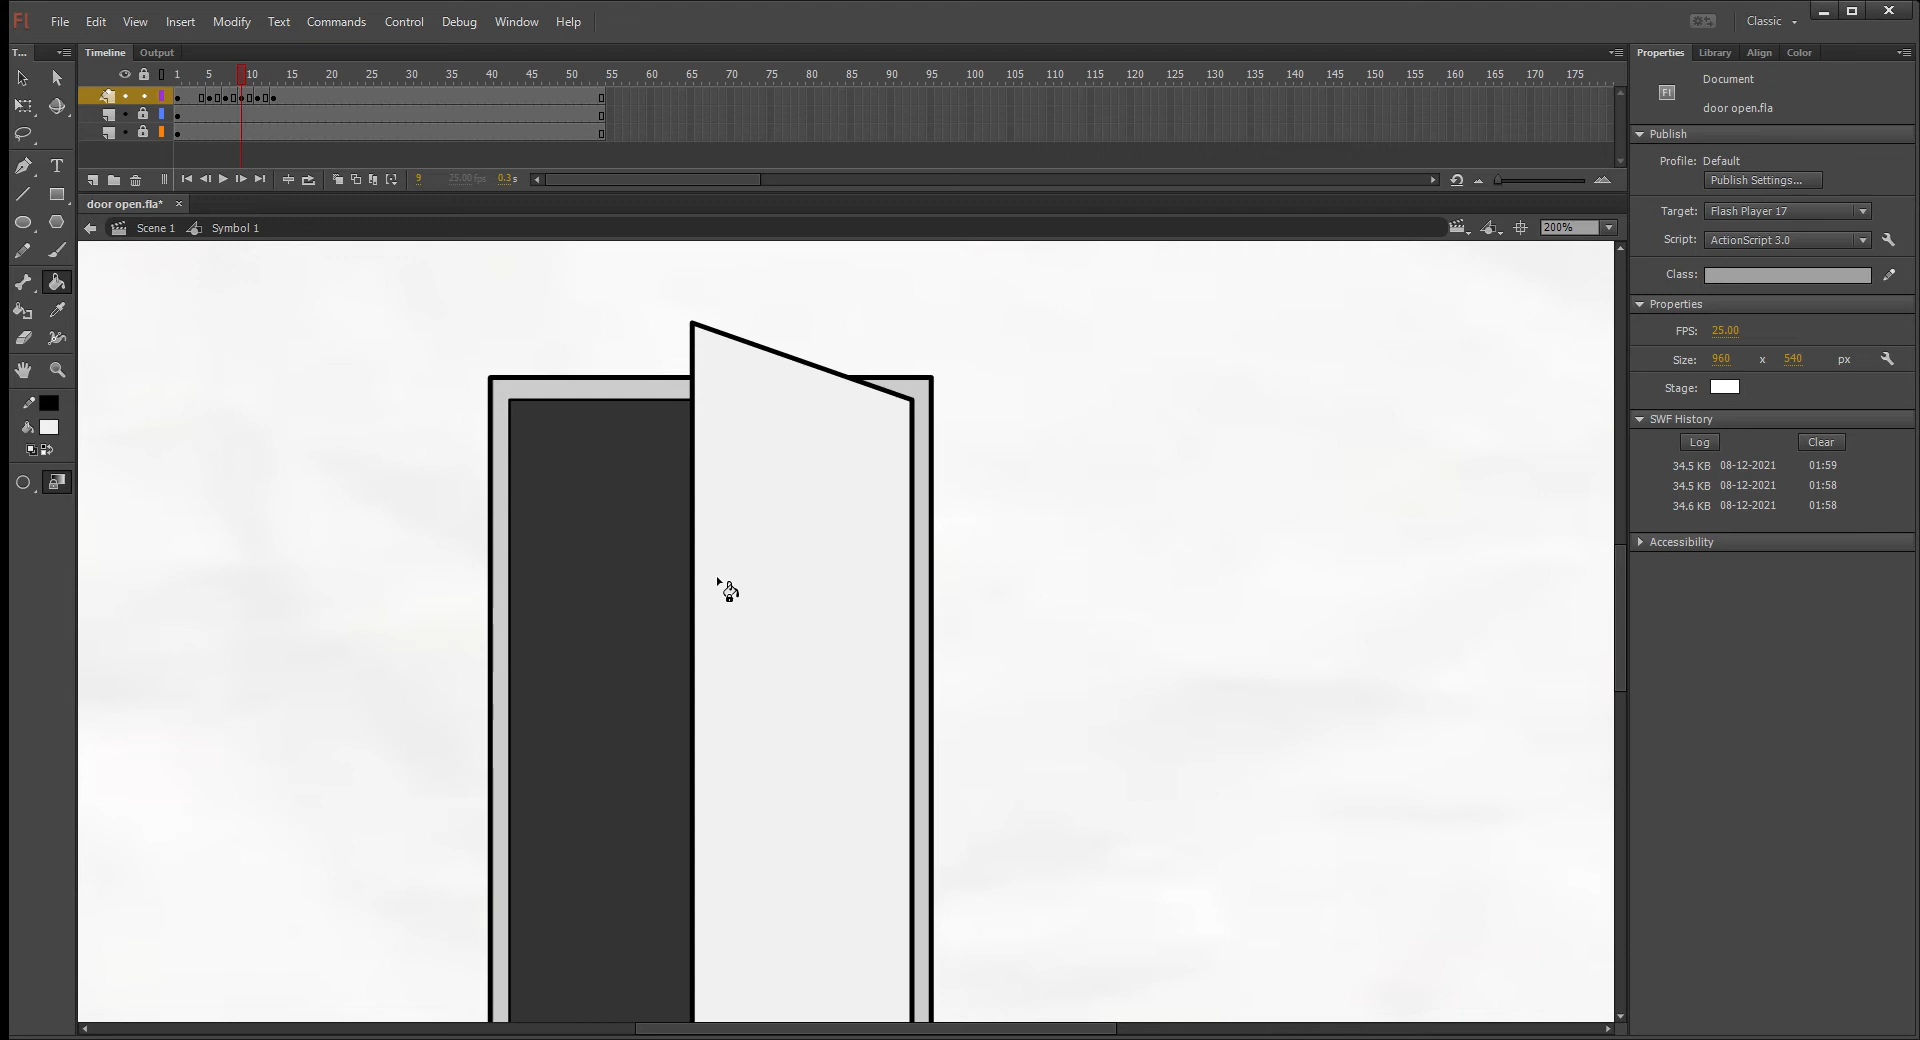 Fl File Edit View Insert Modify Text Commands Control Debug Window Help Classic
T... Timeline Output Properties Library Align Color
1 5 10 15 20 25 30 35 40 45 50 55 60 65 70 75 80 85 90 95 100 105 110 115 120 125 130 135 140 145 150 155 160 165 170 175
Document
Fl
door open.fla
Publish
Profile: Default
Publish Settings...
9 25.00 fps 0.3 s
door open.fla*
Target: Flash Player 17
Scene 1 Symbol 1 200%
Script: ActionScript 3.0
Class:
Properties
FPS: 25.00
Size: 960 x 540 px
Stage:
SWF History
Log Clear
34.5 KB 08-12-2021 01:59
34.5 KB 08-12-2021 01:58
34.6 KB 08-12-2021 01:58
Accessibility